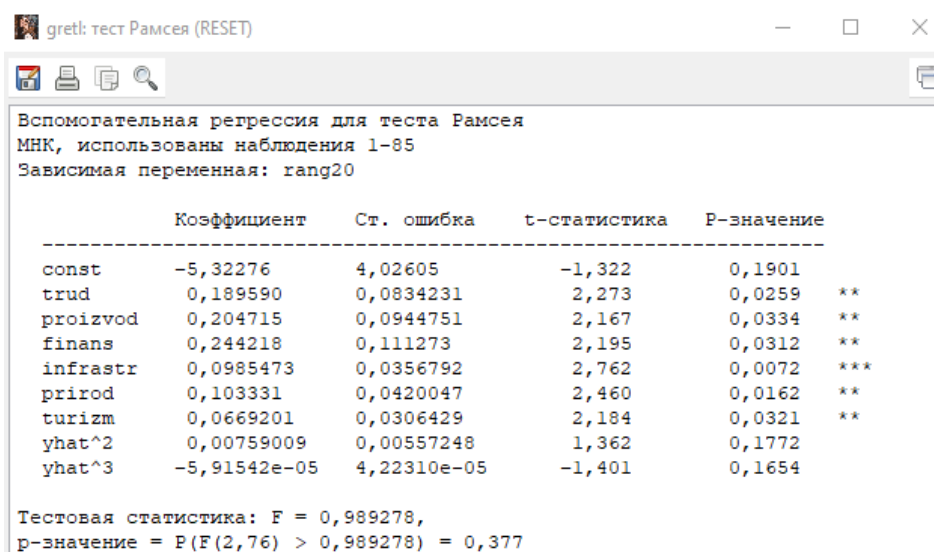 gretl: тест Рамсея (RESET)
Вспомогательная регрессия для теста Рамсея
МНК, использованы наблюдения 1-85
Зависимая переменная: rang20
Коэффициент Ст. ошибка t-статистика P-значение
-----------------------------------------------------------------
const -5,32276 4,02605 -1,322 0,1901
trud 0,189590 0,0834231 2,273 0,0259 **
proizvod 0,204715 0,0944751 2,167 0,0334 **
finans 0,244218 0,111273 2,195 0,0312 **
infrastr 0,0985473 0,0356792 2,762 0,0072 ***
prirod 0,103331 0,0420047 2,460 0,0162 **
turizm 0,0669201 0,0306429 2,184 0,0321 **
yhat^2 0,00759009 0,00557248 1,362 0,1772
yhat^3 -5,91542e-05 4,22310e-05 -1,401 0,1654
Тестовая статистика: F = 0,989278,
p-значение = P(F(2,76) > 0,989278) = 0,377